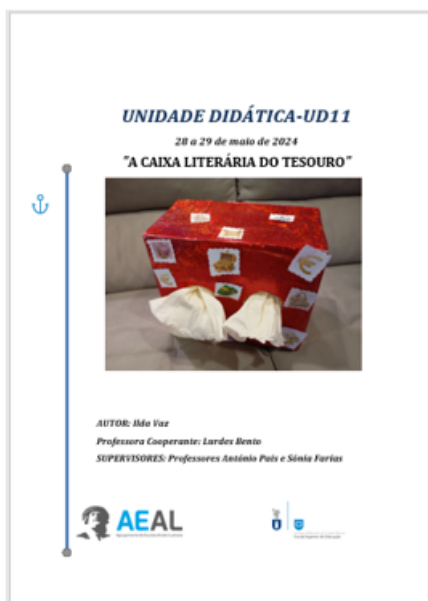 UNIDADE DIDÁTICA-UD11
28 a 29 de maio de 2024
"A CAIXA LITERÁRIA DO TESOURO"
AUTOR: Ilda Vaz
Professora Cooperante: Lurdes Bento
SUPERVISORES: Professores António Pais e Sónia Farias
AEAL